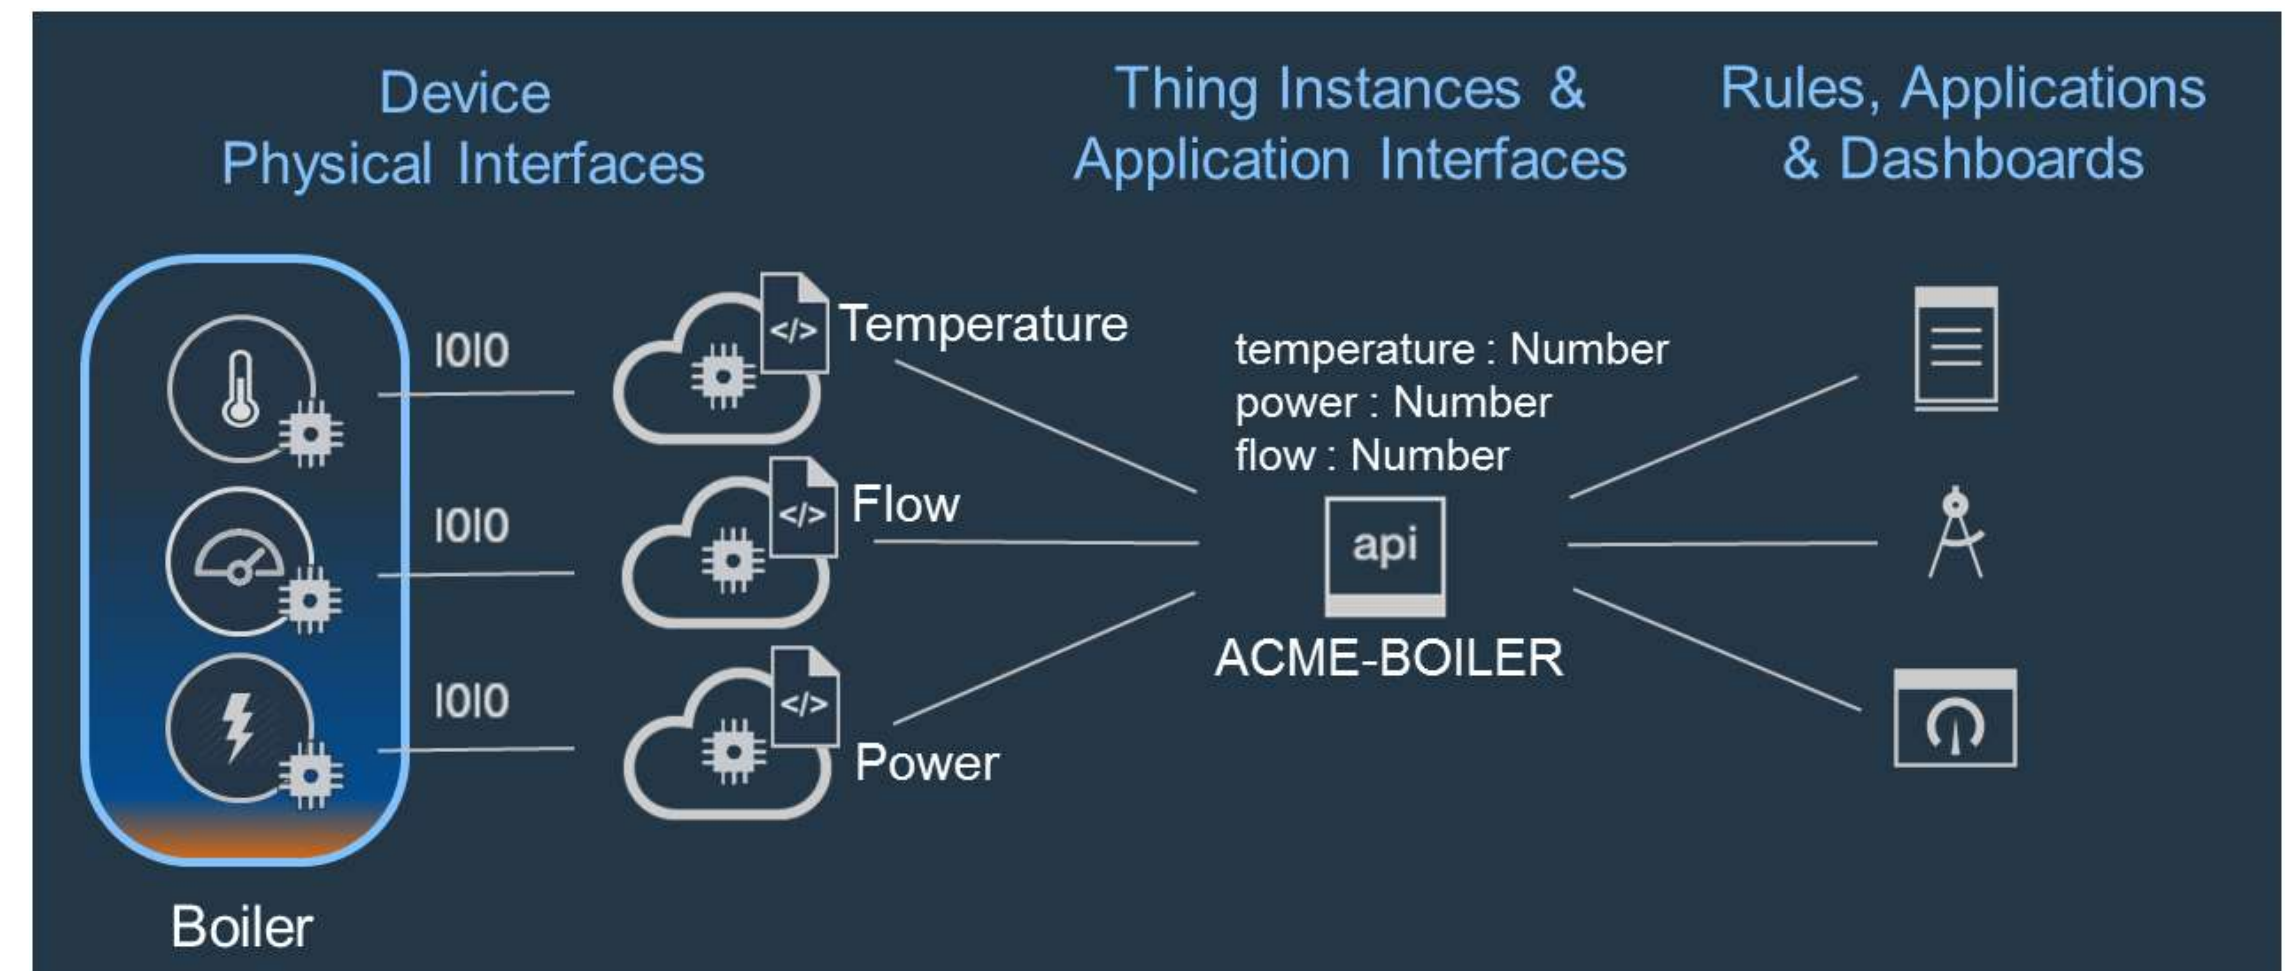 Device
Physical Interfaces
Thing Instances &
Application Interfaces
Rules, Applications
& Dashboards
IOIO
</>
Temperature
temperature : Number
power : Number
flow : Number
IOIO
</>
Flow
api
ACME-BOILER
IOIO
</>
Power
Boiler